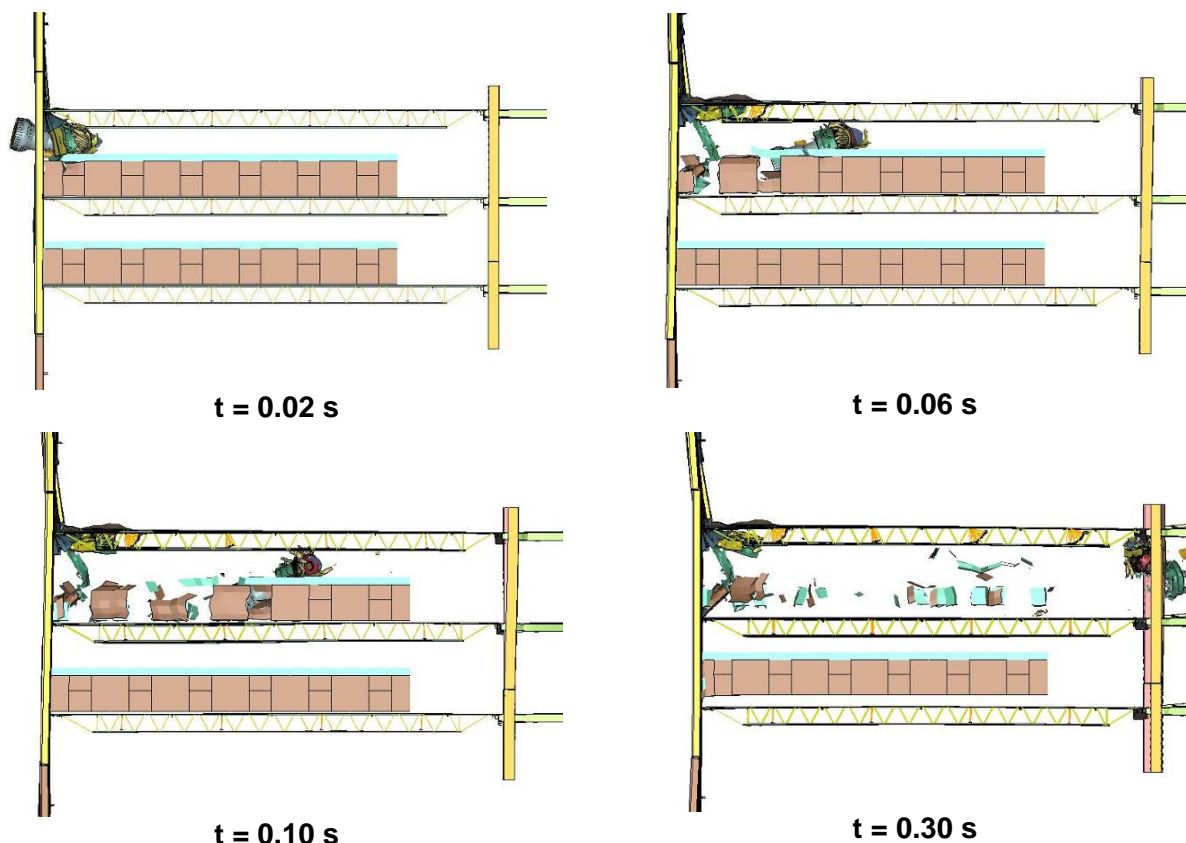 t = 0.02 s
t = 0.06 s
t = 0.10 s
t = 0.30 s